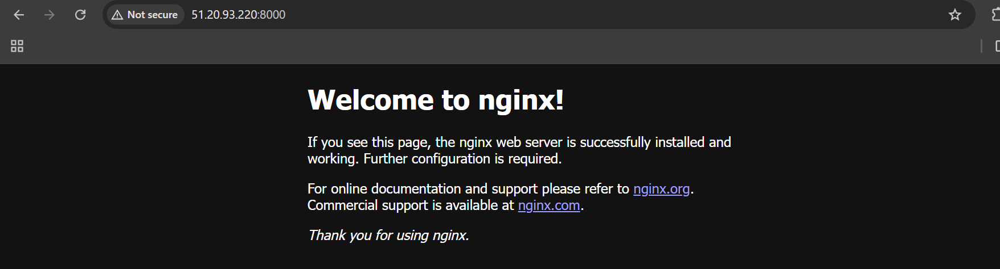 Not secure 51.20.93.220:8000
Welcome to nginx!
If you see this page, the nginx web server is successfully installed and
working. Further configuration is required.
For online documentation and support please refer to nginx.org.
Commercial support is available at nginx.com.
Thank you for using nginx.